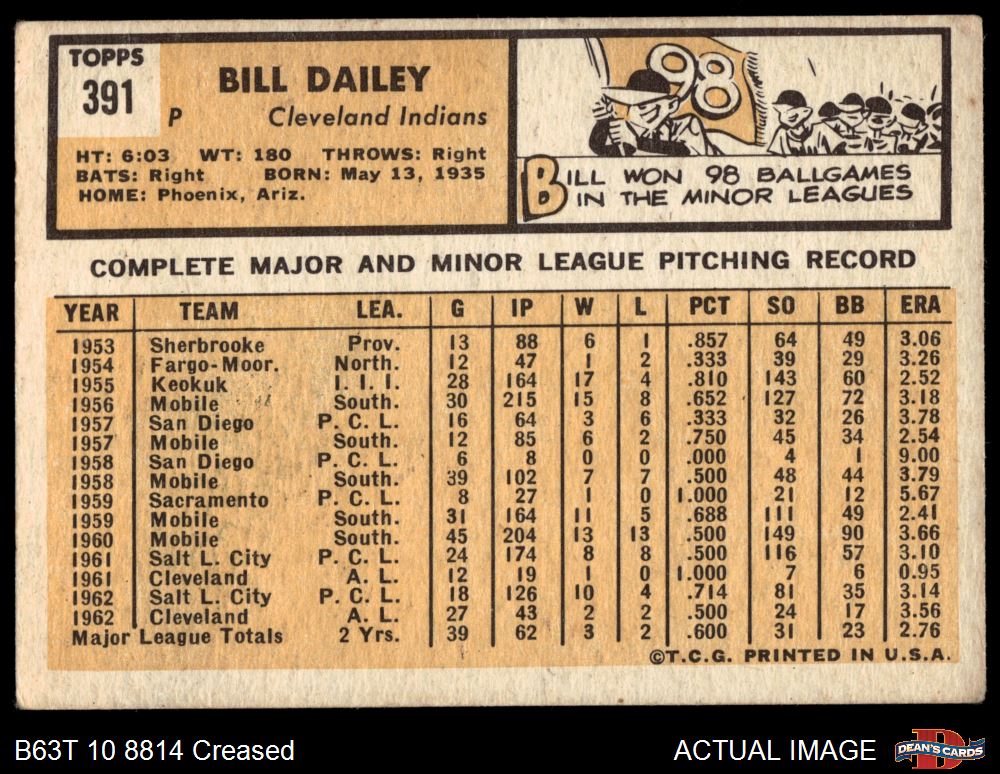 TOPPS
391
BILL DAILEY
P Cleveland Indians
HT: 6:03 WT: 180 THROWS: Right
BATS: Right BORN: May 13, 1935
HOME: Phoenix, Ariz.
98
BILL WON 98 BALLGAMES
IN THE MINOR LEAGUES
COMPLETE MAJOR AND MINOR LEAGUE PITCHING RECORD
YEAR TEAM LEA. G IP W L PCT SO BB ERA
1953 Sherbrooke Prov. 13 88 6 1 .857 64 49 3.06
1954 Fargo-Moor. North. 12 47 1 2 .333 39 29 3.26
1955 Keokuk I. I. I. 28 164 17 4 .810 143 60 2.52
1956 Mobile South. 30 215 15 8 .652 127 72 3.18
1957 San Diego P. C. L. 16 64 3 6 .333 32 26 3.78
1957 Mobile South. 12 85 6 2 .750 45 34 2.54
1958 San Diego P. C. L. 6 8 0 0 .000 4 1 9.00
1958 Mobile South. 39 102 7 7 .500 48 44 3.79
1959 Sacramento P. C. L. 8 27 1 0 1.000 21 12 5.67
1959 Mobile South. 31 164 11 5 .688 111 49 2.41
1960 Mobile South. 45 204 13 13 .500 149 90 3.66
1961 Salt L. City P. C. L. 24 174 8 8 .500 116 57 3.10
1961 Cleveland A. L. 12 19 1 0 1.000 7 6 0.95
1962 Salt L. City P. C. L. 18 126 10 4 .714 81 35 3.14
1962 Cleveland A. L. 27 43 2 2 .500 24 17 3.56
Major League Totals 2 Yrs. 39 62 3 2 .600 31 23 2.76
©T.C.G. PRINTED IN U.S.A.
B63T 10 8814 Creased
ACTUAL IMAGE
DEAN'S CARDS